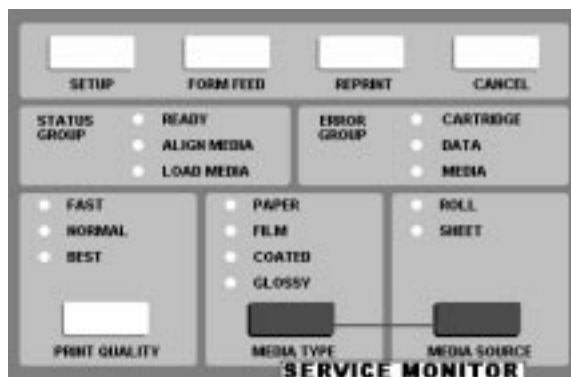 SETUP FORM FEED REPRINT CANCEL
STATUS GROUP
READY
ALIGN MEDIA
LOAD MEDIA
ERROR GROUP
CARTRIDGE
DATA
MEDIA
FAST
NORMAL
BEST
PRINT QUALITY
PAPER
FILM
COATED
GLOSSY
MEDIA TYPE
ROLL
SHEET
MEDIA SOURCE
SERVICE MONITOR